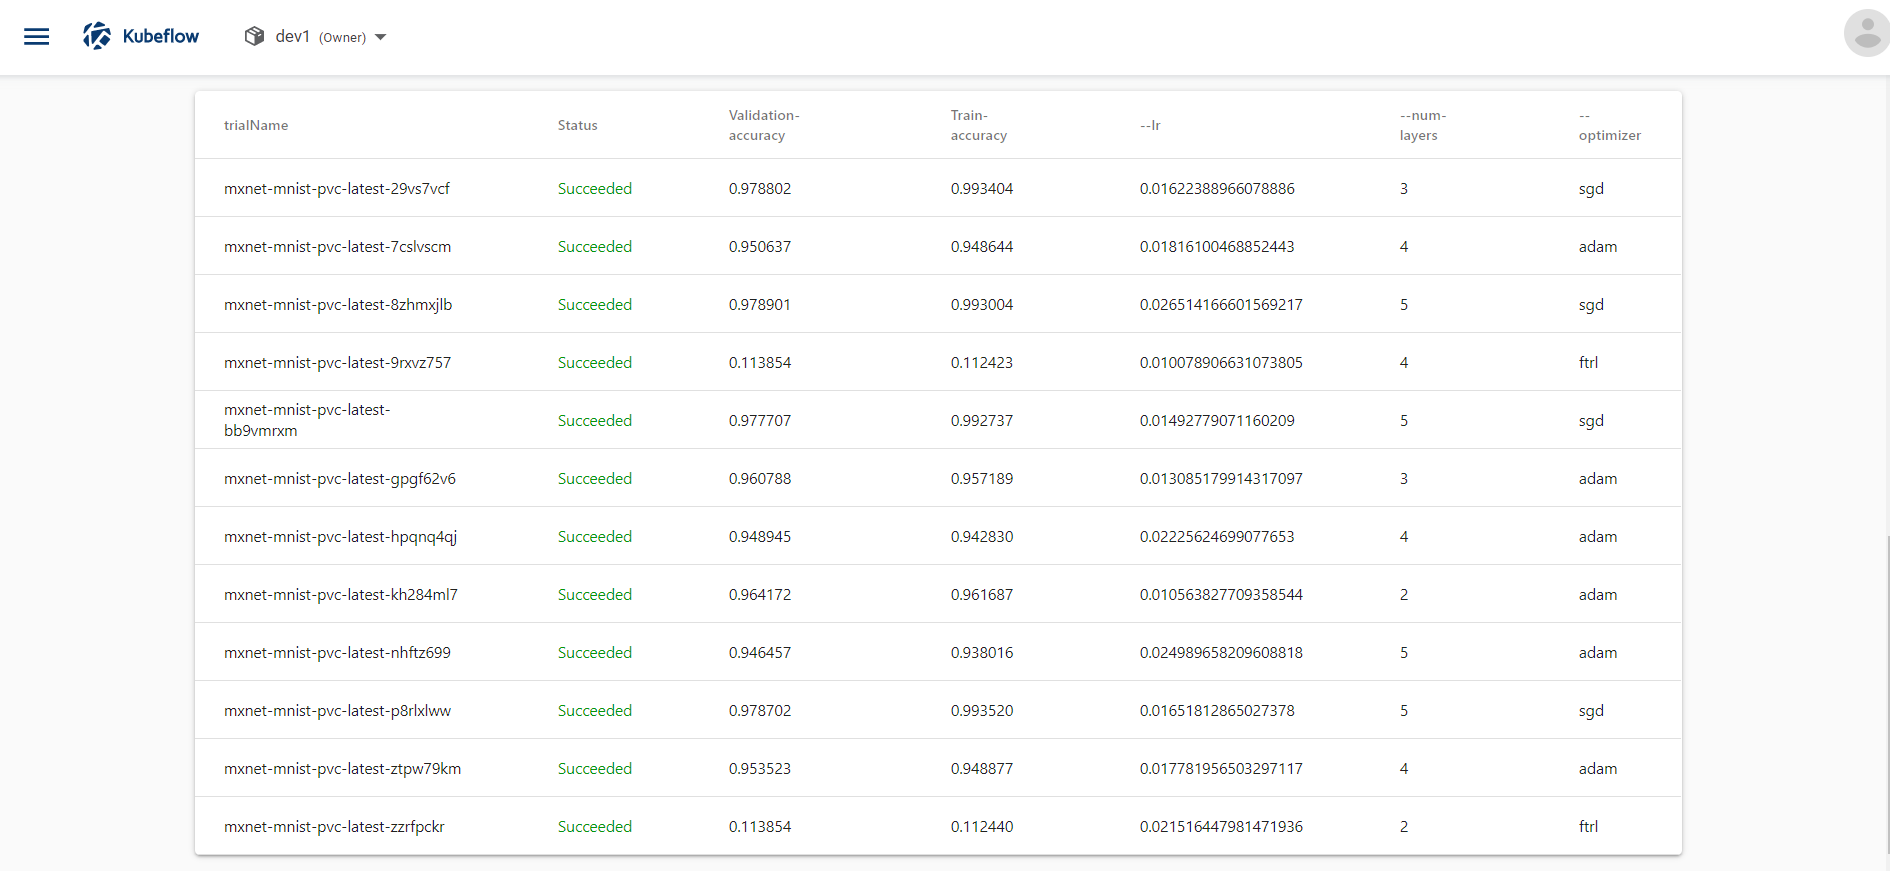 Kubeflow dev1 (Owner)
trialName Status Validation-accuracy Train-accuracy --lr --num-layers --optimizer
mxnet-mnist-pvc-latest-29vs7vcf Succeeded 0.978802 0.993404 0.01622388966078886 3 sgd
mxnet-mnist-pvc-latest-7cslvscm Succeeded 0.950637 0.948644 0.01816100468852443 4 adam
mxnet-mnist-pvc-latest-8zhmxjlb Succeeded 0.978901 0.993004 0.026514166601569217 5 sgd
mxnet-mnist-pvc-latest-9rxvz757 Succeeded 0.113854 0.112423 0.010078906631073805 4 ftrl
mxnet-mnist-pvc-latest-bb9vmrxm Succeeded 0.977707 0.992737 0.01492779071160209 5 sgd
mxnet-mnist-pvc-latest-gpgf62v6 Succeeded 0.960788 0.957189 0.013085179914317097 3 adam
mxnet-mnist-pvc-latest-hpqnq4qj Succeeded 0.948945 0.942830 0.02225624699077653 4 adam
mxnet-mnist-pvc-latest-kh284ml7 Succeeded 0.964172 0.961687 0.010563827709358544 2 adam
mxnet-mnist-pvc-latest-nhftz699 Succeeded 0.946457 0.938016 0.024989658209608818 5 adam
mxnet-mnist-pvc-latest-p8rlxlww Succeeded 0.978702 0.993520 0.01651812865027378 5 sgd
mxnet-mnist-pvc-latest-ztpw79km Succeeded 0.953523 0.948877 0.017781956503297117 4 adam
mxnet-mnist-pvc-latest-zzrfpckr Succeeded 0.113854 0.112440 0.021516447981471936 2 ftrl